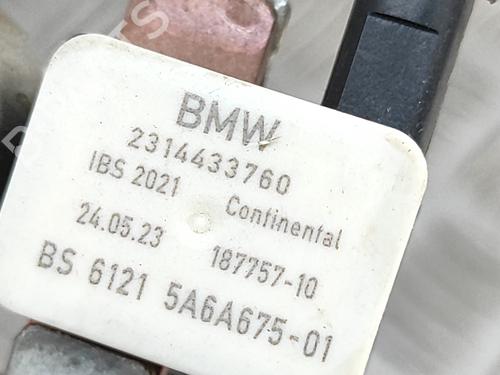 BMW
2314433760
IBS 2021
Continental
24.05.23
187757-10
BS 6121 5A6A675-01